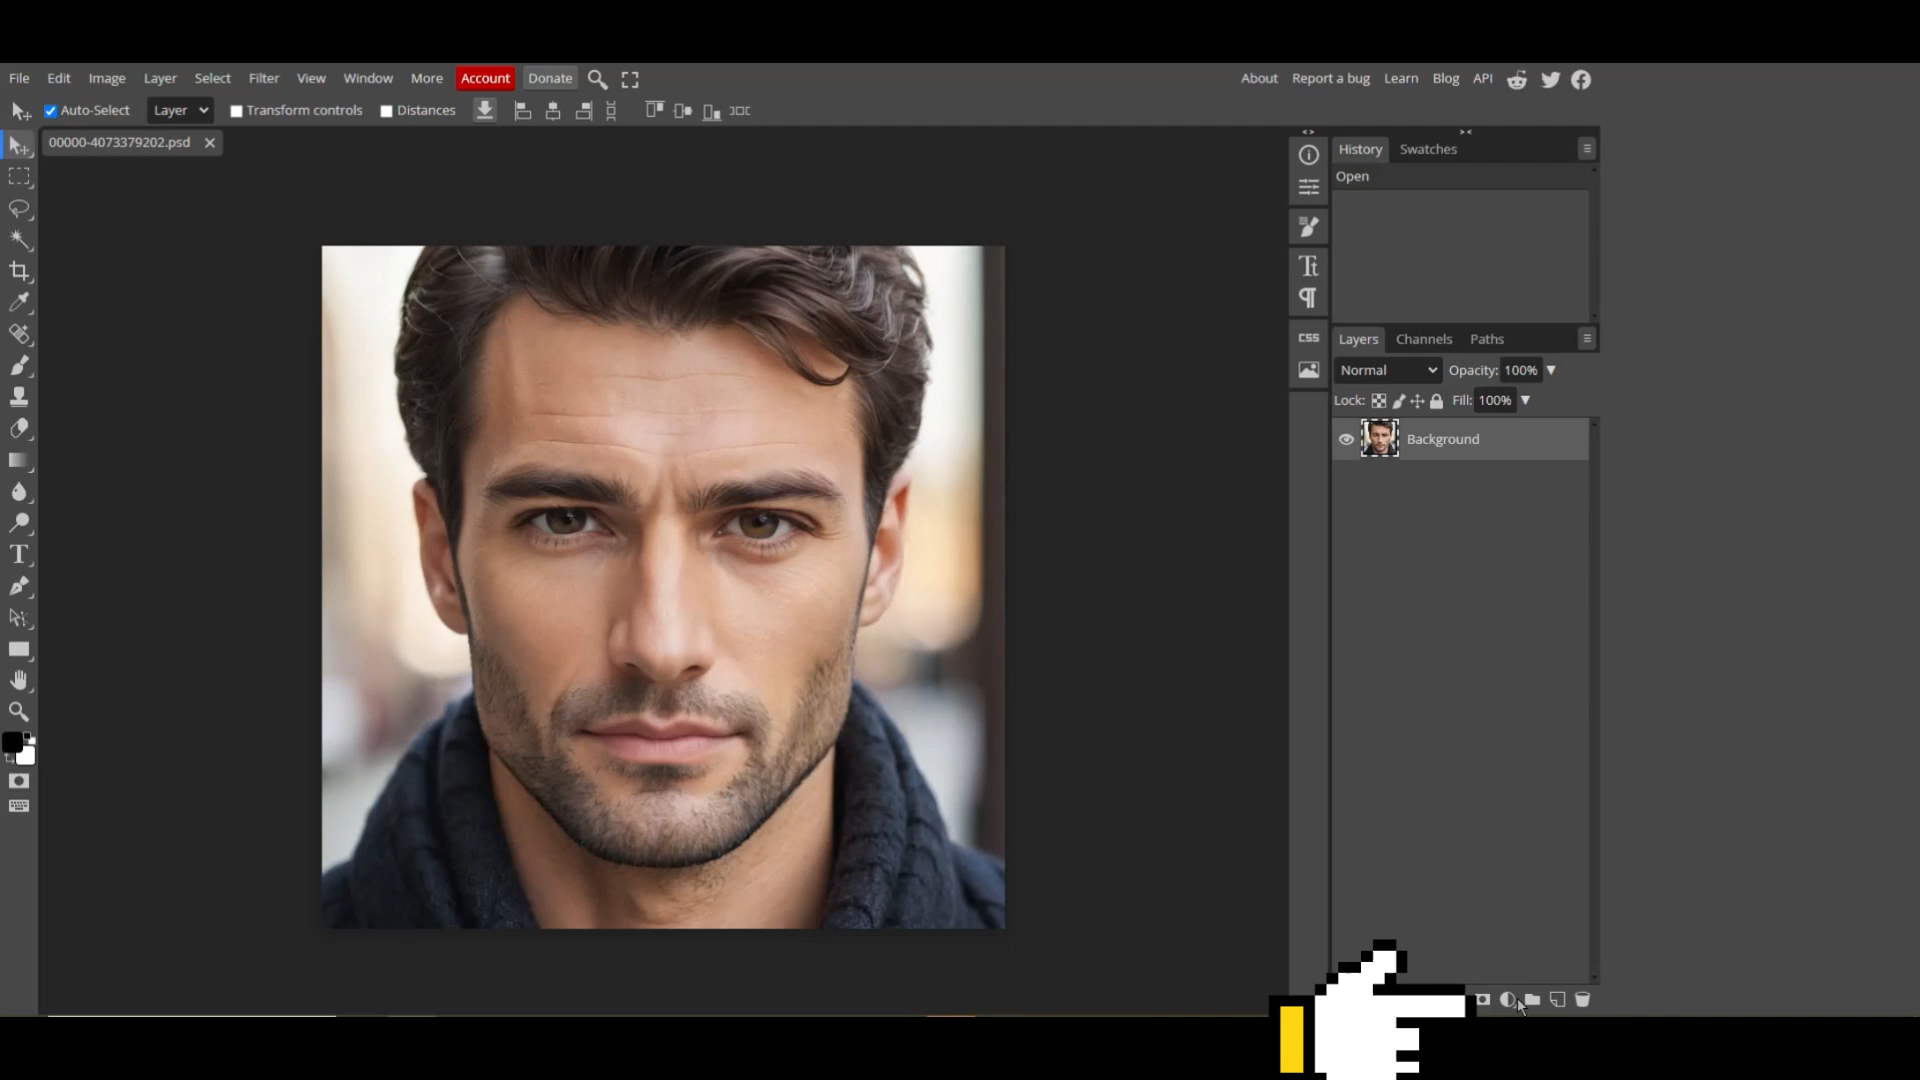 File Edit Image Layer Select Filter View Window More Account Donate About Report a bug Learn Blog API
Auto-Select Layer Transform controls Distances
00000-4073379202.psd
History Swatches
Open
Tt
CSS
Layers Channels Paths
Normal Opacity: 100%
Lock: Fill: 100%
Background
T